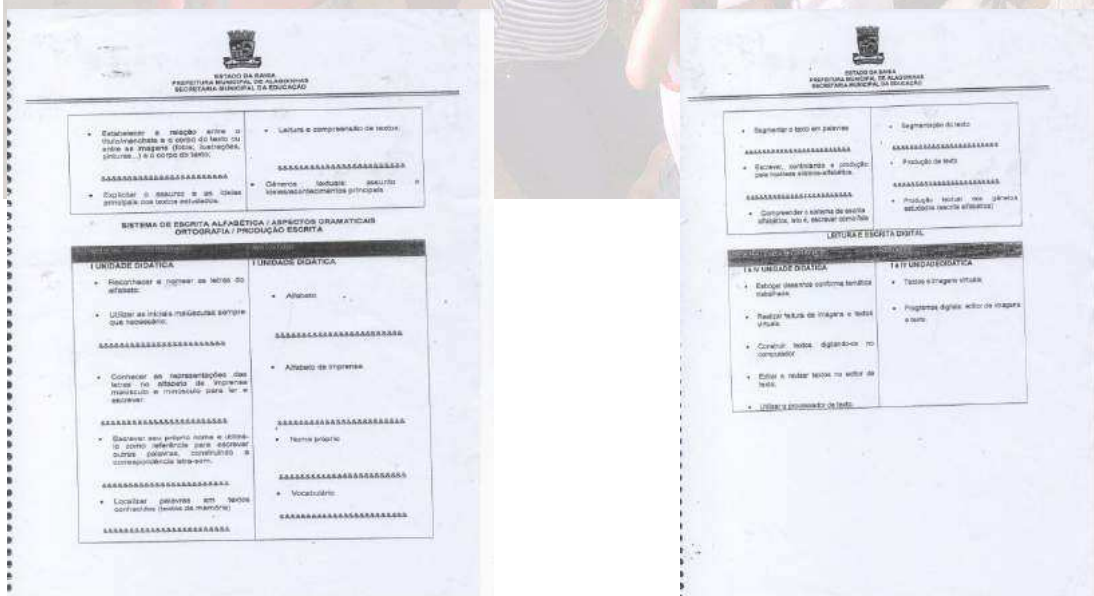 ESTADO DA BAHIA
PREFEITURA MUNICIPAL DE ALAGOINHAS
SECRETARIA MUNICIPAL DA EDUCAÇÃO
• Estabelecer a relação entre o
título/manchete e o corpo do texto ou
entre as imagens (fotos, ilustrações,
pinturas...) e o corpo do texto;
&&&&&&&&&&&&&&&&&&&&&&&&
• Explicitar o assunto e as ideias
principais dos textos estudados.
• Leitura e compreensão de textos;
&&&&&&&&&&&&&&&&&&&&&&&&
• Gêneros textuais: assunto e
ideias/acontecimentos principais
SISTEMA DE ESCRITA ALFABÉTICA / ASPECTOS GRAMATICAIS
ORTOGRAFIA / PRODUÇÃO ESCRITA
I UNIDADE DIDÁTICA
• Reconhecer e nomear as letras do
alfabeto;
• Utilizar as iniciais maiúsculas sempre
que necessário;
&&&&&&&&&&&&&&&&&&&&&&&&
• Conhecer as representações das
letras no alfabeto de imprensa
maiúsculo e minúsculo para ler e
escrever.
&&&&&&&&&&&&&&&&&&&&&&&&
• Escrever seu próprio nome e utilizá-
lo como referência para escrever
outras palavras, construindo a
correspondência letra-som.
&&&&&&&&&&&&&&&&&&&&&&&&
• Localizar palavras em textos
conhecidos (textos de memória)
&&&&&&&&&&&&&&&&&&&&&&&&
I UNIDADE DIDÁTICA
• Alfabeto
&&&&&&&&&&&&&&&&&&&&&&&&
• Alfabeto de imprensa
&&&&&&&&&&&&&&&&&&&&&&&&
• Nome próprio
&&&&&&&&&&&&&&&&&&&&&&&&
• Vocabulário
&&&&&&&&&&&&&&&&&&&&&&&&
ESTADO DA BAHIA
PREFEITURA MUNICIPAL DE ALAGOINHAS
SECRETARIA MUNICIPAL DA EDUCAÇÃO
• Segmentar o texto em palavras
&&&&&&&&&&&&&&&&&&&&&&&&
• Escrever, controlando a produção
pela hipótese silábico-alfabética.
&&&&&&&&&&&&&&&&&&&&&&&&
• Compreender o sistema de escrita
alfabético, isto é, escrever como fala
• Segmentação do texto
&&&&&&&&&&&&&&&&&&&&&&&&
• Produção de texto
&&&&&&&&&&&&&&&&&&&&&&&&
• Produção textual nos gêneros
estudados (escrita alfabética)
LEITURA E ESCRITA DIGITAL
I A IV UNIDADE DIDÁTICA
• Esboçar desenhos conforme temática
trabalhada.
• Realizar leitura de imagens e textos
virtuais.
• Construir textos digitando-os no
computador
• Editar e revisar textos no editor de
texto.
• Utilizar o processador de texto.
I A IV UNIDADE DIDÁTICA
• Textos e imagens virtuais
• Programas digitais: editor de imagens
e texto.